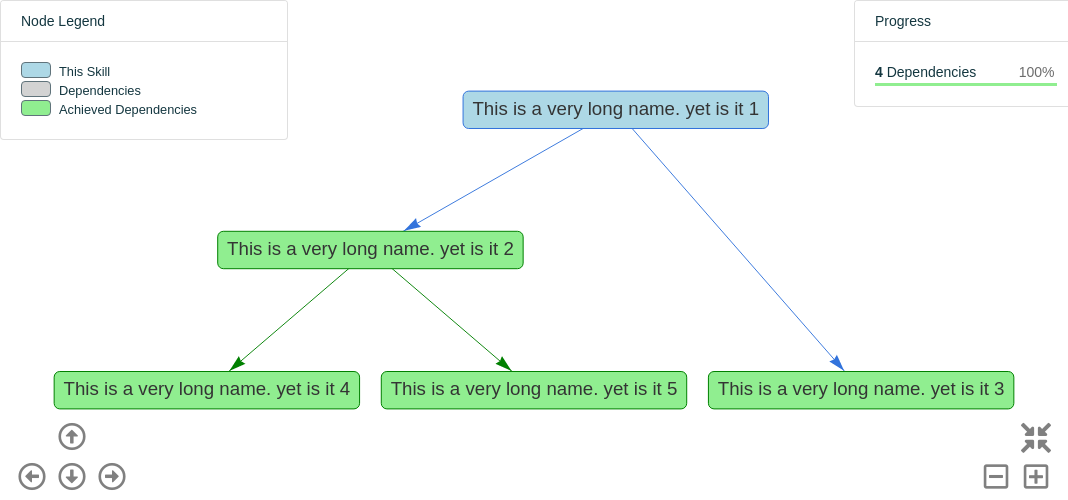 Node Legend
This Skill
Dependencies
Achieved Dependencies
Progress
4 Dependencies 100%
This is a very long name. yet is it 1
This is a very long name. yet is it 2
This is a very long name. yet is it 4
This is a very long name. yet is it 5
This is a very long name. yet is it 3